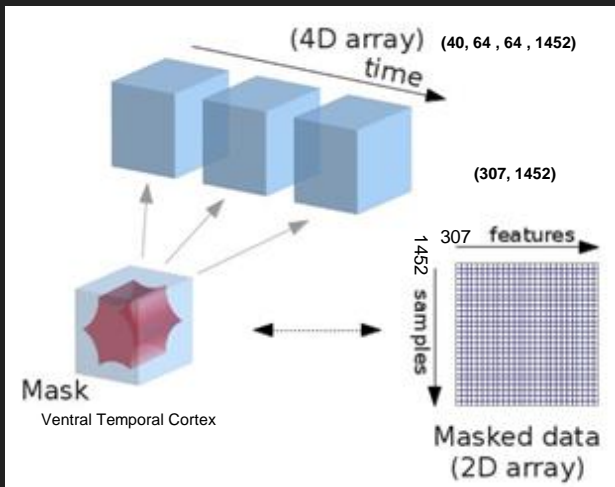 (4D array) (40, 64 , 64 , 1452)
time
(307, 1452)
307 features
1452 samples
Mask
Ventral Temporal Cortex
Masked data
(2D array)